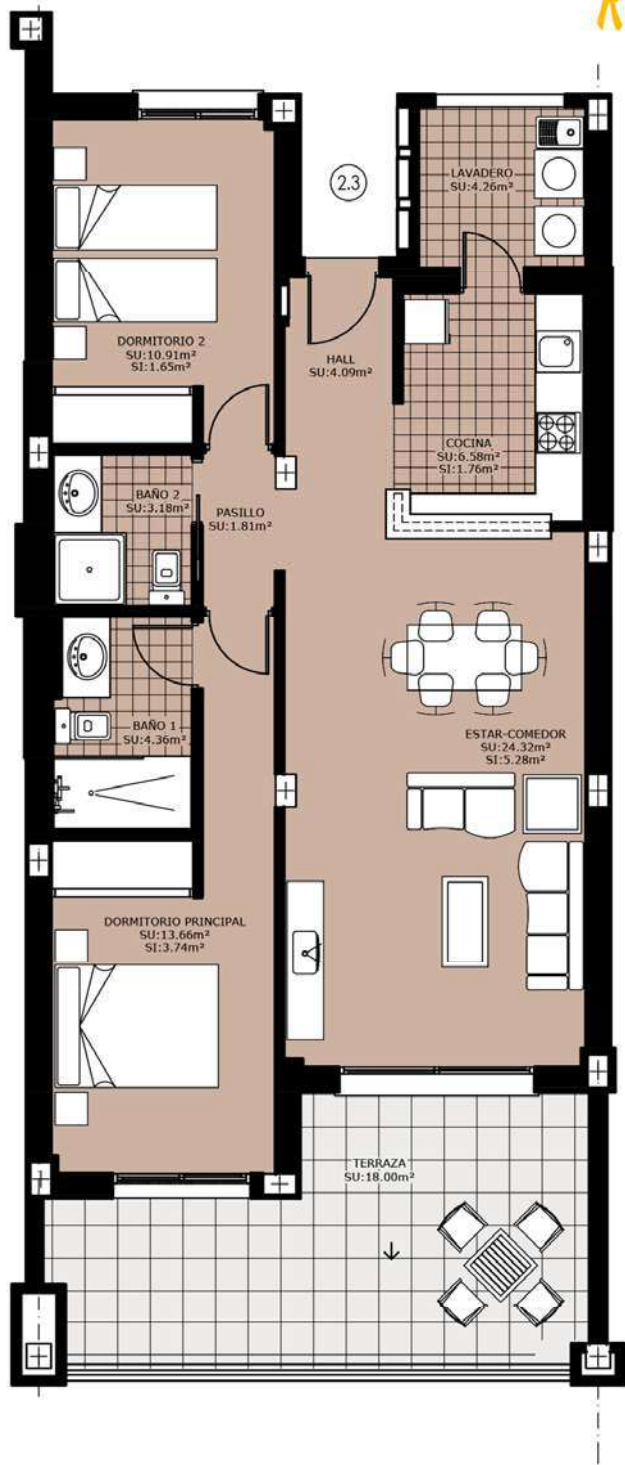 2.3
LAVADERO
SU:4.26m²
DORMITORIO 2
SU:10.91m²
SI:1.65m²
HALL
SU:4.09m²
COCINA
SU:6.58m²
SI:1.76m²
BAÑO 2
SU:3.18m²
PASILLO
SU:1.81m²
BAÑO 1
SU:4.36m²
ESTAR-COMEDOR
SU:24.32m²
SI:5.28m²
DORMITORIO PRINCIPAL
SU:13.66m²
SI:3.74m²
TERRAZA
SU:18.00m²